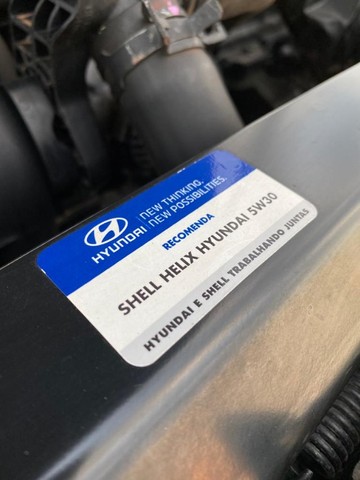 HYUNDAI
NEW THINKING.
NEW POSSIBILITIES.
RECOMENDA
SHELL HELIX HYUNDAI 5W30
HYUNDAI E SHELL TRABALHANDO JUNTAS